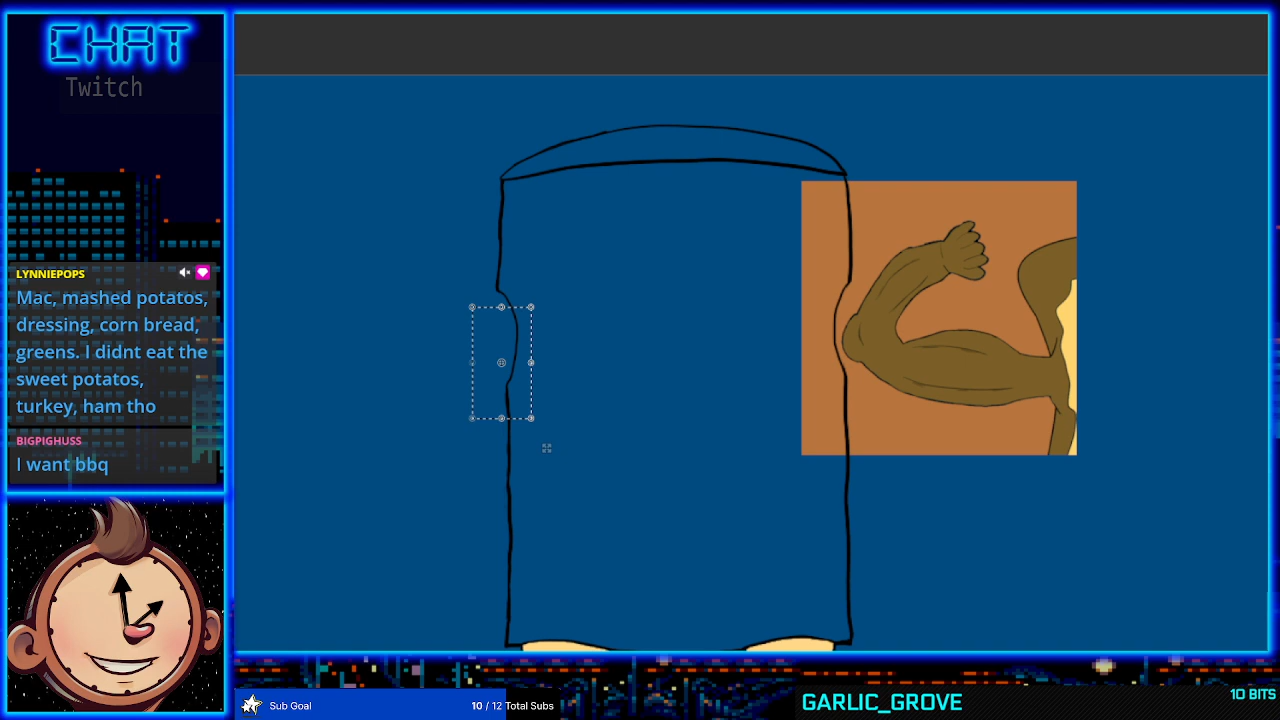 CHAT
Twitch
LYNNIEPOPS
Mac, mashed potatos,
dressing, corn bread,
greens. I didnt eat the
sweet potatos,
turkey, ham tho
BIGPIGHUSS
I want bbq
Sub Goal
10 / 12 Total Subs
GARLIC_GROVE
10 BITS